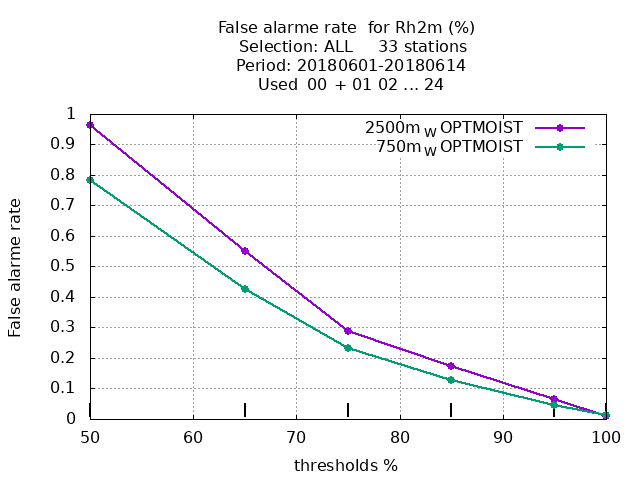 False alarme rate  for Rh2m (%)
Selection: ALL     33 stations
Period: 20180601-20180614
Used  00  + 01 02 ... 24
2500m W OPTMOIST
750m W OPTMOIST
1
0.9
0.8
0.7
0.6
0.5
0.4
0.3
0.2
0.1
0
False alarme rate
50 60 70 80 90 100
thresholds %